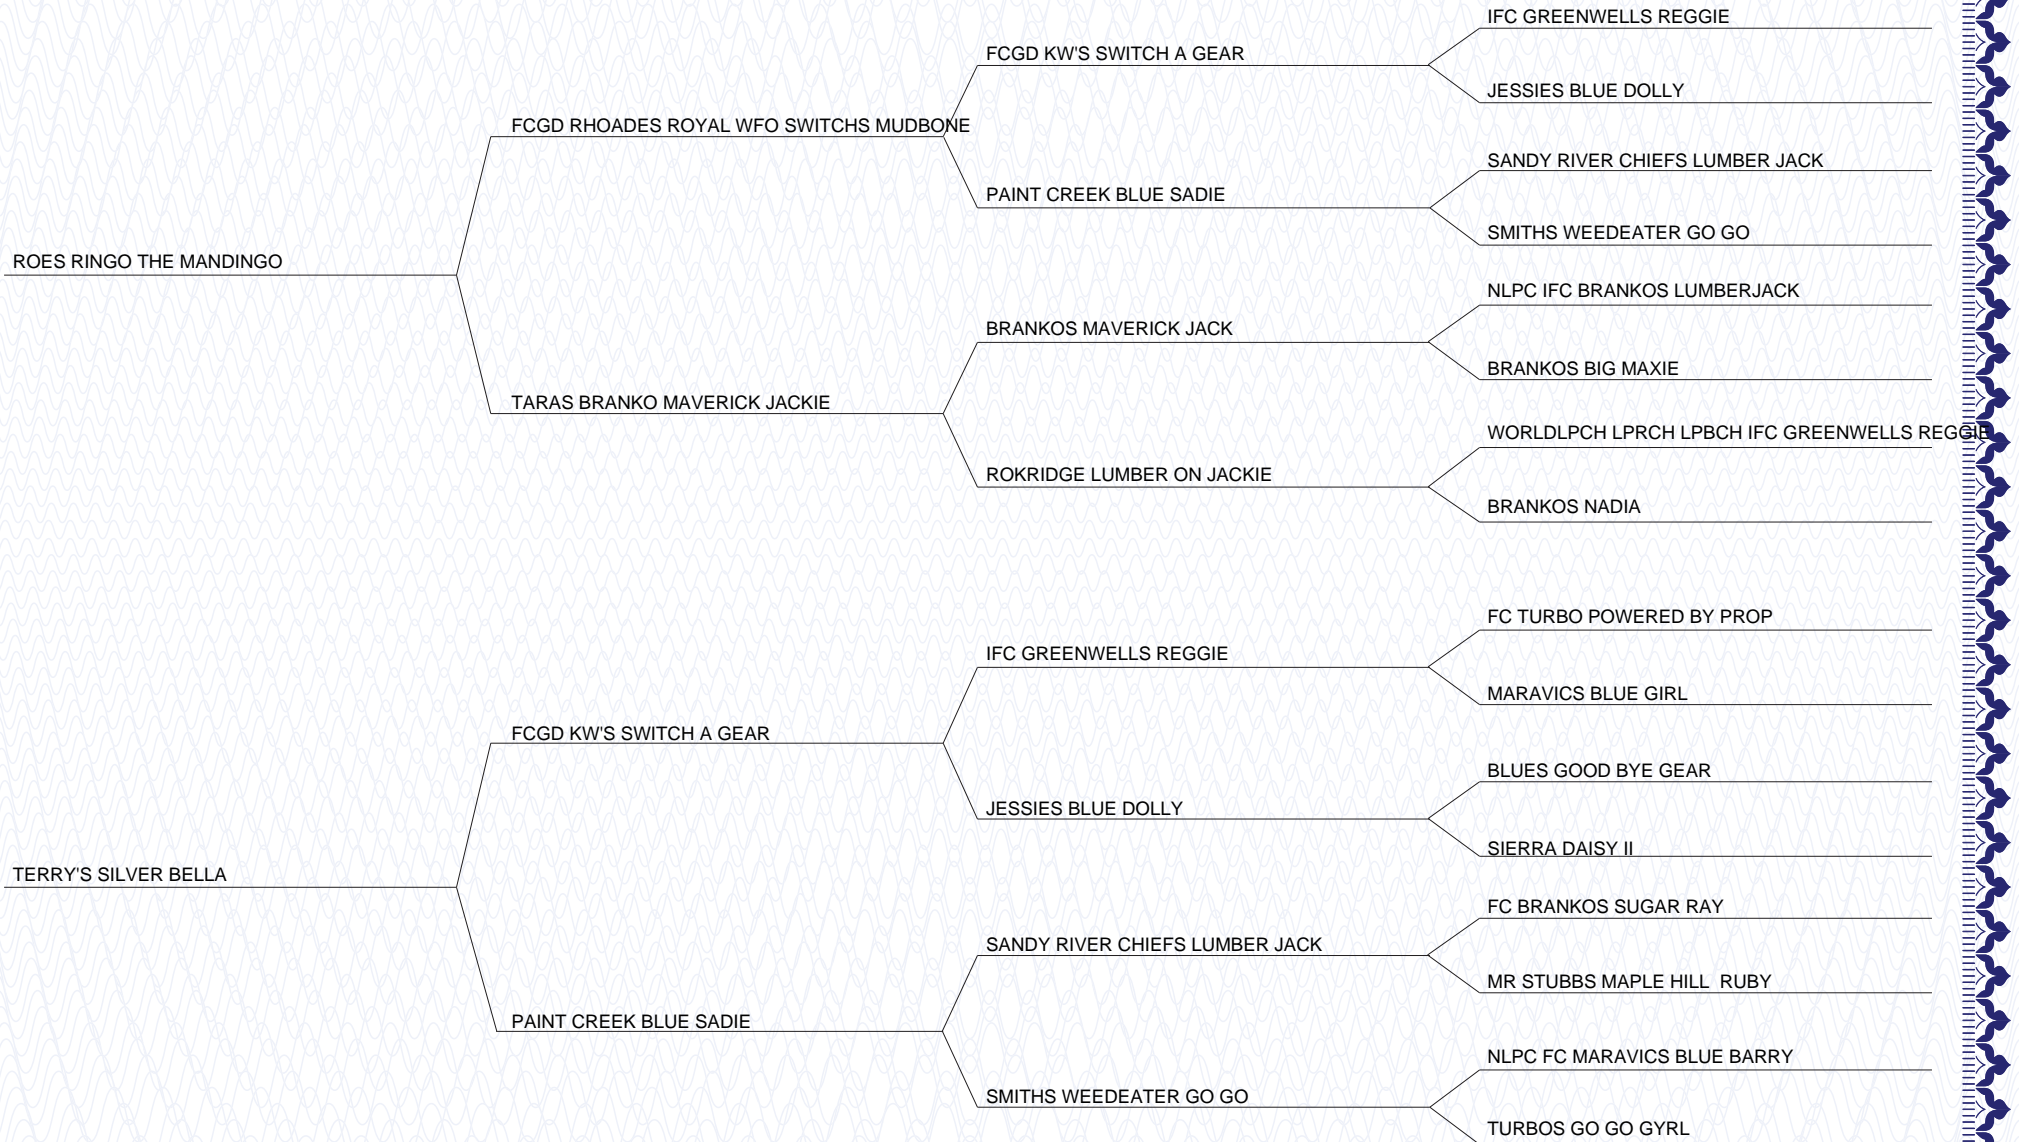 IFC GREENWELLS REGGIE
FCGD KW'S SWITCH A GEAR
JESSIES BLUE DOLLY
FCGD RHOADES ROYAL WFO SWITCHS MUDBONE
SANDY RIVER CHIEFS LUMBER JACK
PAINT CREEK BLUE SADIE
SMITHS WEEDEATER GO GO
ROES RINGO THE MANDINGO
NLPC IFC BRANKOS LUMBERJACK
BRANKOS MAVERICK JACK
BRANKOS BIG MAXIE
TARAS BRANKO MAVERICK JACKIE
WORLDLPCH LPRCH LPBCH IFC GREENWELLS REGGIE
ROKRIDGE LUMBER ON JACKIE
BRANKOS NADIA
FC TURBO POWERED BY PROP
IFC GREENWELLS REGGIE
MARAVICS BLUE GIRL
FCGD KW'S SWITCH A GEAR
BLUES GOOD BYE GEAR
JESSIES BLUE DOLLY
SIERRA DAISY II
TERRY'S SILVER BELLA
FC BRANKOS SUGAR RAY
SANDY RIVER CHIEFS LUMBER JACK
MR STUBBS MAPLE HILL  RUBY
PAINT CREEK BLUE SADIE
NLPC FC MARAVICS BLUE BARRY
SMITHS WEEDEATER GO GO
TURBOS GO GO GYRL